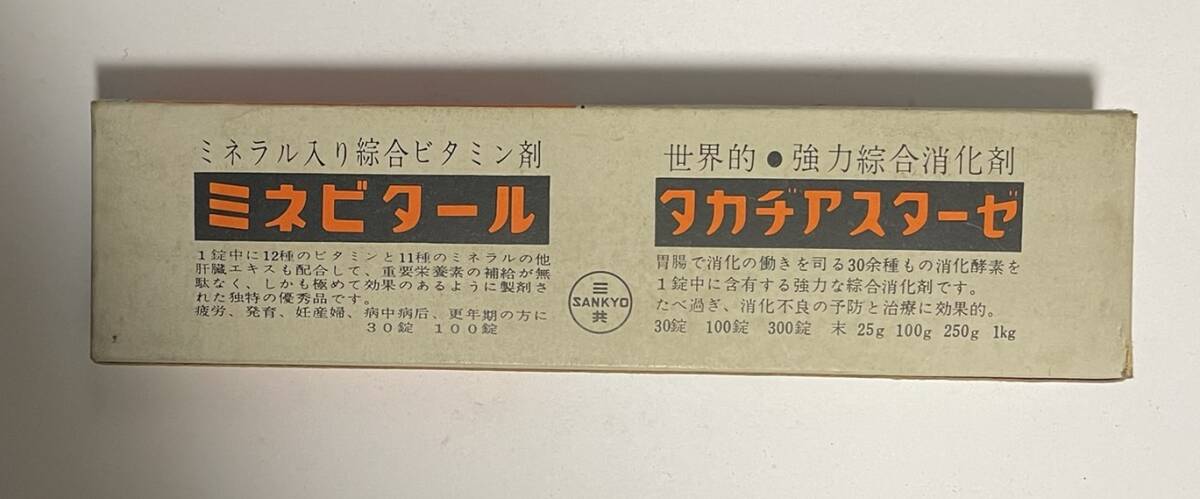 ミネラル入り綜合ビタミン剤
ミネビタール
1錠中に12種のビタミンと11種のミネラルの他
肝臓エキスも配合して、重要栄養素の補給が無
駄なく、しかも極めて効果のあるように製剤さ
れた独特の優秀品です。
疲労、発育、妊産婦、病中病后、更年期の方に
30錠 100錠
三
SANKYO
共
世界的●強力綜合消化剤
タカヂアスターゼ
胃腸で消化の働きを司る30余種もの消化酵素を
1錠中に含有する強力な綜合消化剤です。
たべ過ぎ、消化不良の予防と治療に効果的。
30錠 100錠 300錠 末 25g 100g 250g 1kg